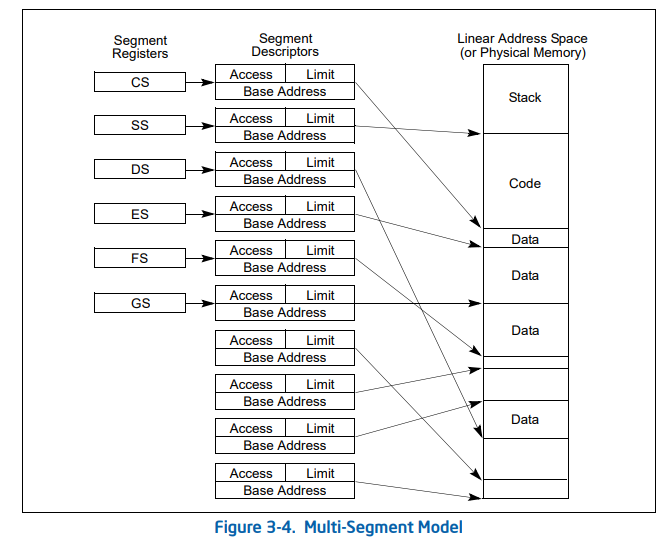 Segment
Registers
Segment
Descriptors
Linear Address Space
(or Physical Memory)
CS
Access Limit
Base Address
Stack
SS
Access Limit
Base Address
DS
Access Limit
Base Address
Code
ES
Access Limit
Base Address
Data
FS
Access Limit
Base Address
Data
GS
Access Limit
Base Address
Data
Access Limit
Base Address
Access Limit
Base Address
Access Limit
Base Address
Data
Access Limit
Base Address
Figure 3-4. Multi-Segment Model